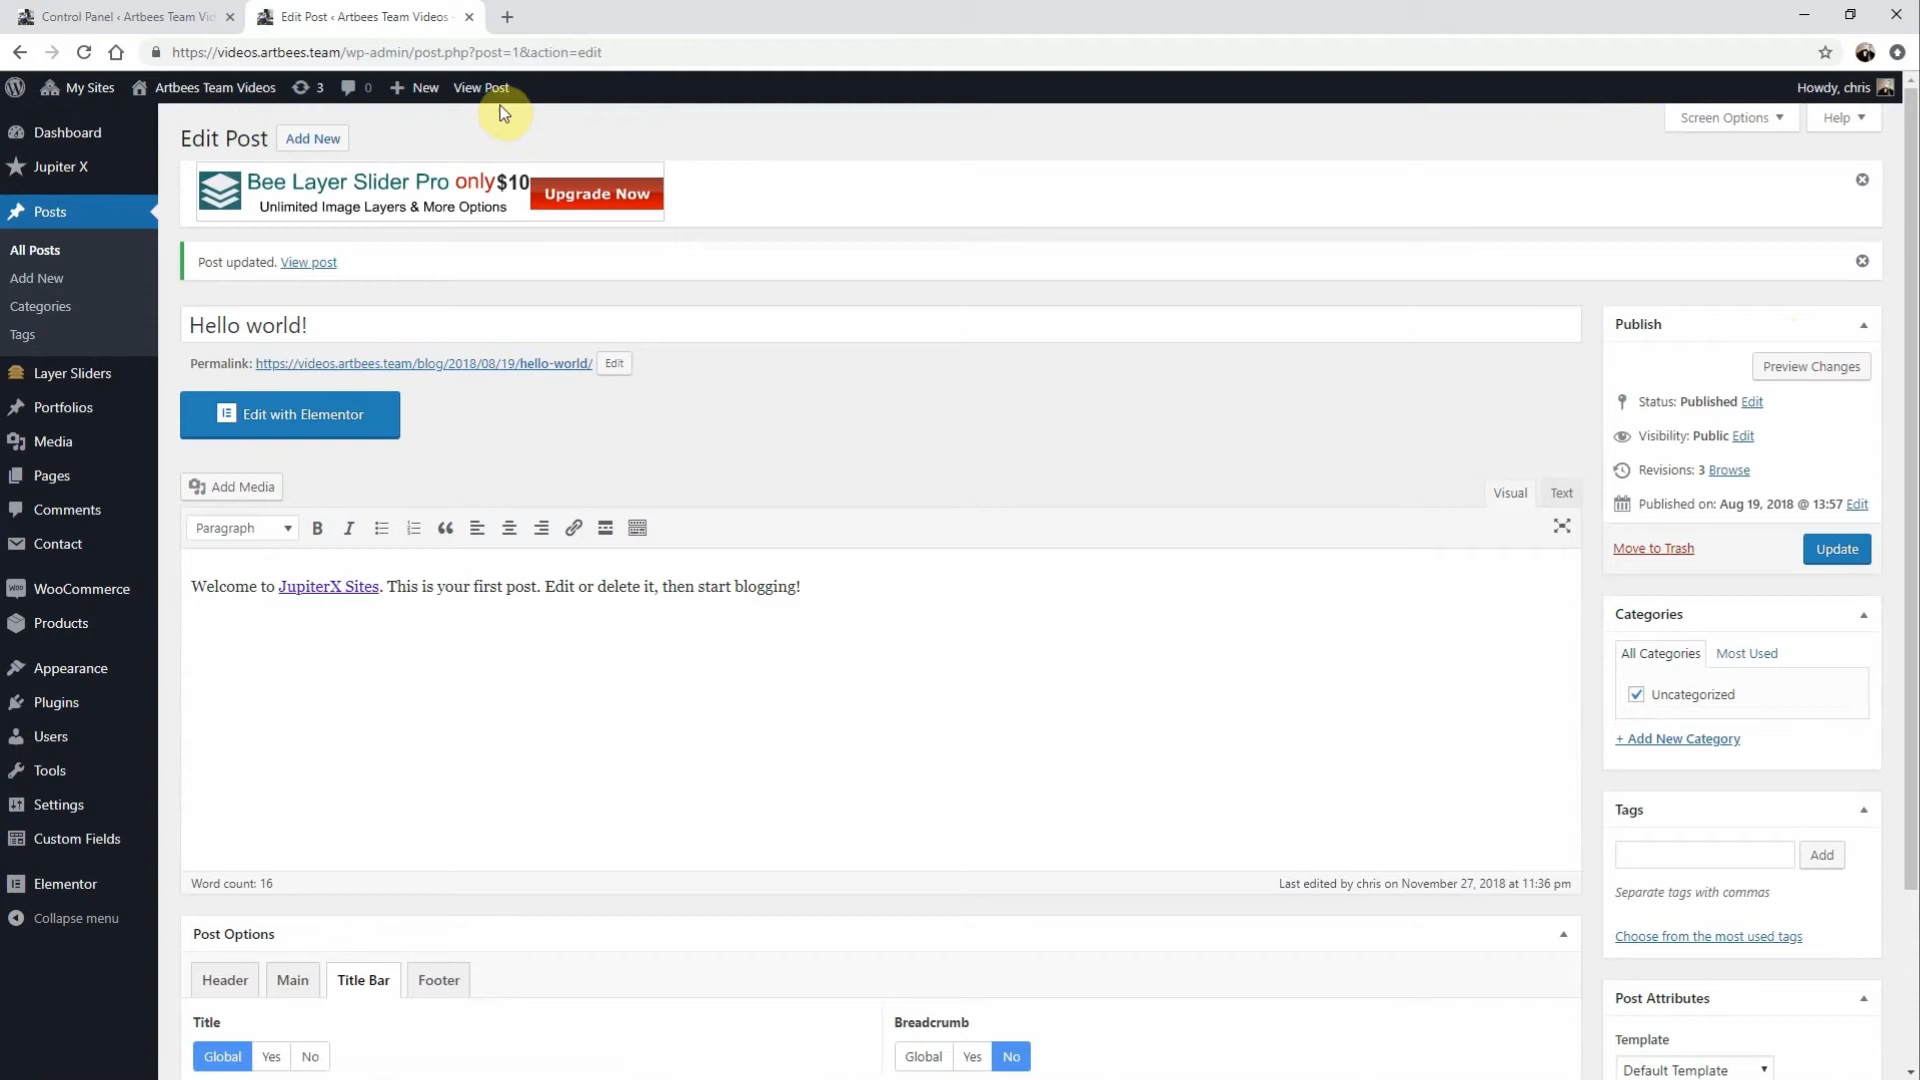 Control Panel ‹ Artbees Team Vid
Edit Post ‹ Artbees Team Videos -
https://videos.artbees.team/wp-admin/post.php?post=1&action=edit
My Sites
Artbees Team Videos
3
0
New
View Post
Howdy, chris
Dashboard
Jupiter X
Posts
All Posts
Add New
Categories
Tags
Layer Sliders
Portfolios
Media
Pages
Comments
Contact
WooCommerce
Products
Appearance
Plugins
Users
Tools
Settings
Custom Fields
Elementor
Collapse menu
Edit Post
Add New
Screen Options
Help
Bee Layer Slider Pro only $10
Unlimited Image Layers & More Options
Upgrade Now
Post updated. View post
Hello world!
Permalink: https://videos.artbees.team/blog/2018/08/19/hello-world/ Edit
Edit with Elementor
Add Media
Visual
Text
Paragraph
Welcome to JupiterX Sites. This is your first post. Edit or delete it, then start blogging!
Word count: 16
Last edited by chris on November 27, 2018 at 11:36 pm
Post Options
Header
Main
Title Bar
Footer
Title
Global
Yes
No
Breadcrumb
Global
Yes
No
Publish
Preview Changes
Status: Published Edit
Visibility: Public Edit
Revisions: 3 Browse
Published on: Aug 19, 2018 @ 13:57 Edit
Move to Trash
Update
Categories
All Categories
Most Used
Uncategorized
+ Add New Category
Tags
Add
Separate tags with commas
Choose from the most used tags
Post Attributes
Template
Default Template